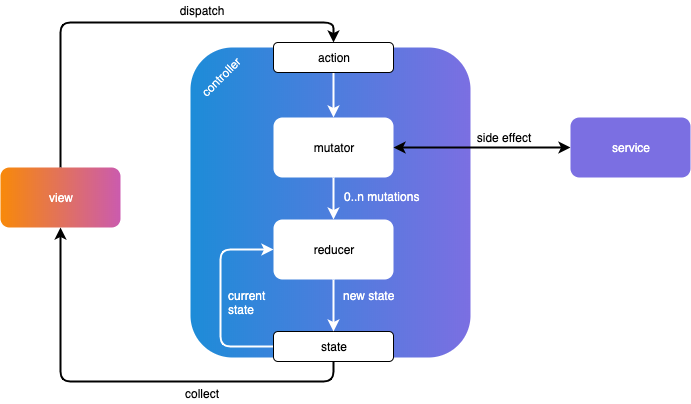 dispatch
controller
action
mutator
side effect
service
0..n mutations
view
reducer
current
state
new state
state
collect